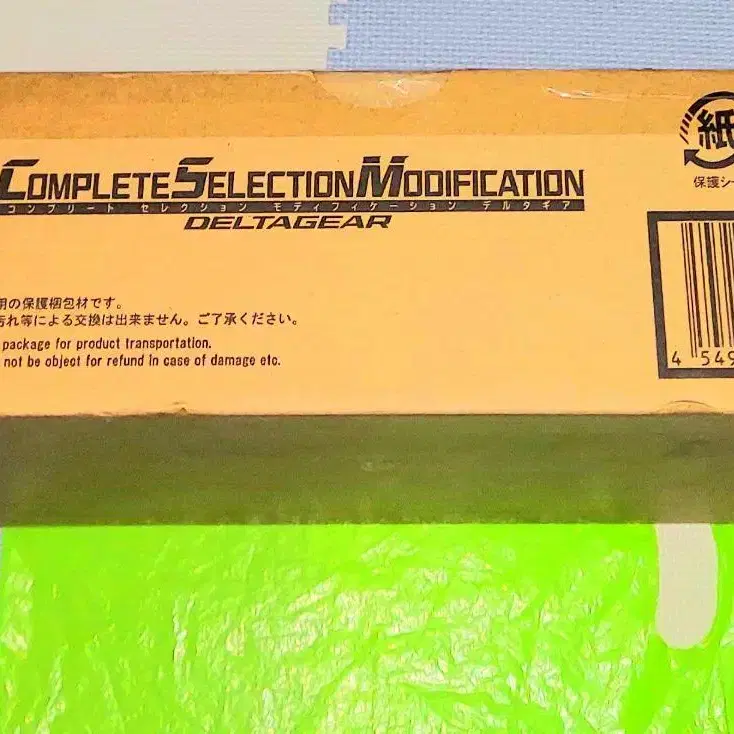 COMPLETE SELECTION MODIFICATION
コンプリート セレクション モディフィケーション デルタギア
DELTAGEAR
紙
保護シー
用の保護梱包材です。
汚れ等による交換は出来ません。ご了承ください。
package for product transportation.
not be object for refund in case of damage etc.
4 549